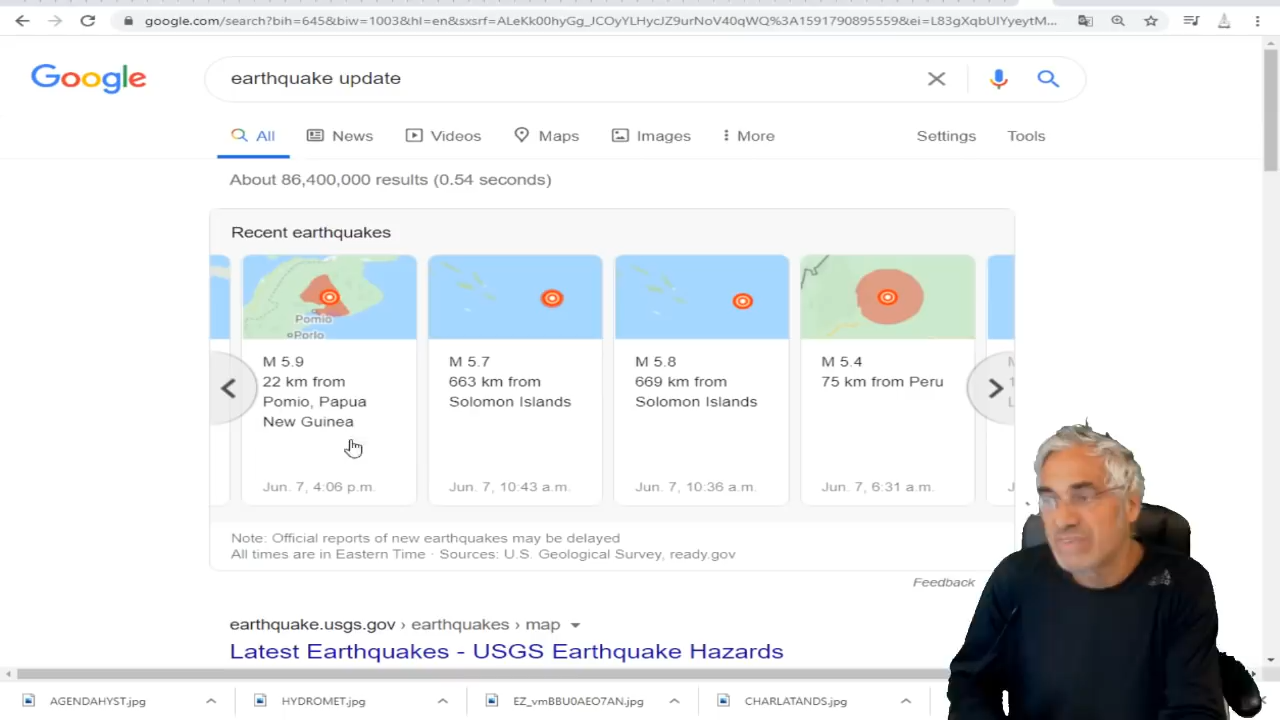 google.com/search?bih=645&biw=1003&hl=en&sxsrf=ALeKk00hyGg_JCOyYLHycJZ9urNoV40qWQ%3A1591790895559&ei=L83gXqbUIYyeytM...
Google
earthquake update
All News Videos Maps Images More Settings Tools
About 86,400,000 results (0.54 seconds)
Recent earthquakes
Pomio
Porlo
M 5.9
22 km from
Pomio, Papua
New Guinea
Jun. 7, 4:06 p.m.
M 5.7
663 km from
Solomon Islands
Jun. 7, 10:43 a.m.
M 5.8
669 km from
Solomon Islands
Jun. 7, 10:36 a.m.
M 5.4
75 km from Peru
Jun. 7, 6:31 a.m.
Note: Official reports of new earthquakes may be delayed
All times are in Eastern Time · Sources: U.S. Geological Survey, ready.gov
Feedback
earthquake.usgs.gov › earthquakes › map
Latest Earthquakes - USGS Earthquake Hazards
AGENDAHYST.jpg
HYDROMET.jpg
EZ_vmBBU0AEO7AN.jpg
CHARLATANDS.jpg